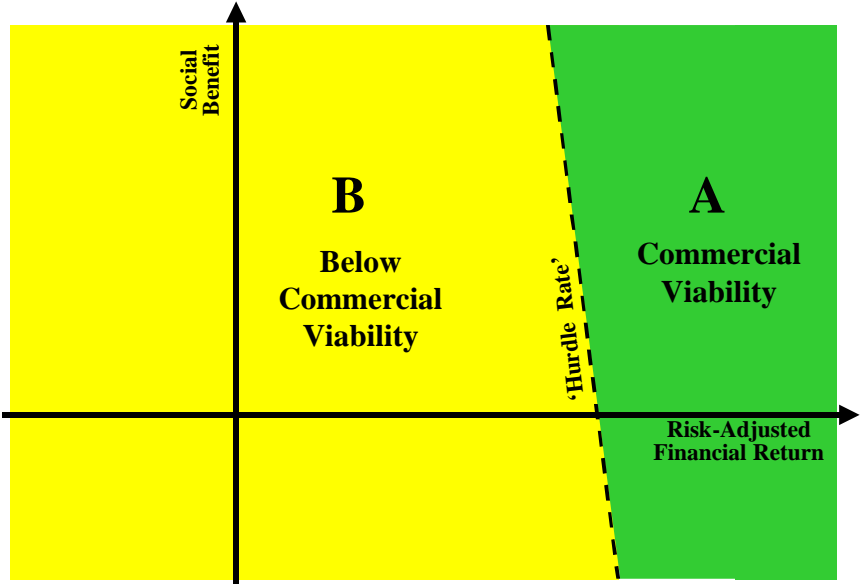 Social
Benefit
B
Below
Commercial
Viability
‘Hurdle Rate’
A
Commercial
Viability
Risk-Adjusted
Financial Return